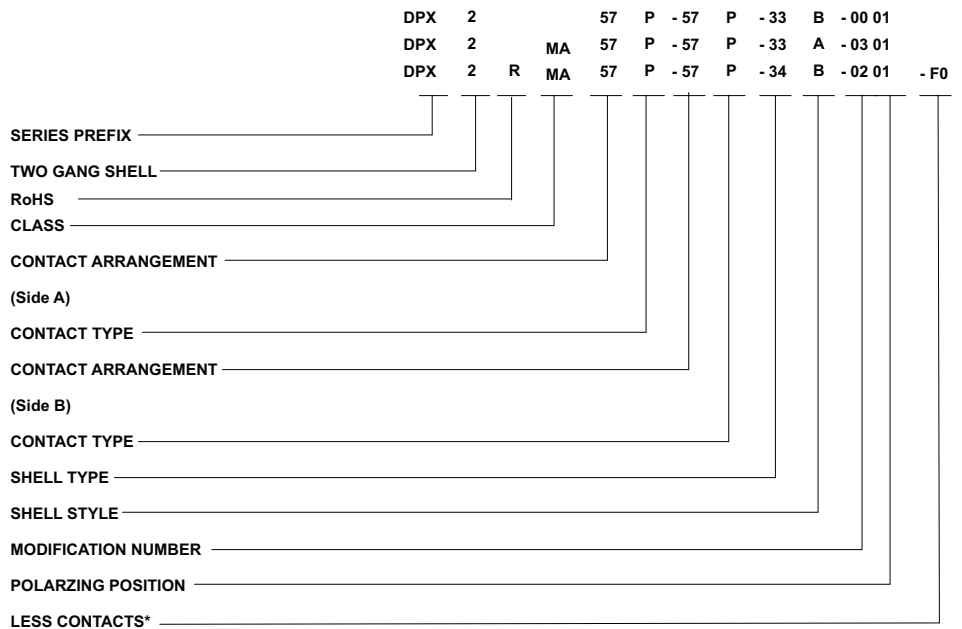 DPX 2 57 P - 57 P - 33 B - 00 01
DPX 2 MA 57 P - 57 P - 33 A - 03 01
DPX 2 R MA 57 P - 57 P - 34 B - 02 01 - F0
SERIES PREFIX
TWO GANG SHELL
RoHS
CLASS
CONTACT ARRANGEMENT
(Side A)
CONTACT TYPE
CONTACT ARRANGEMENT
(Side B)
CONTACT TYPE
SHELL TYPE
SHELL STYLE
MODIFICATION NUMBER
POLARZING POSITION
LESS CONTACTS*